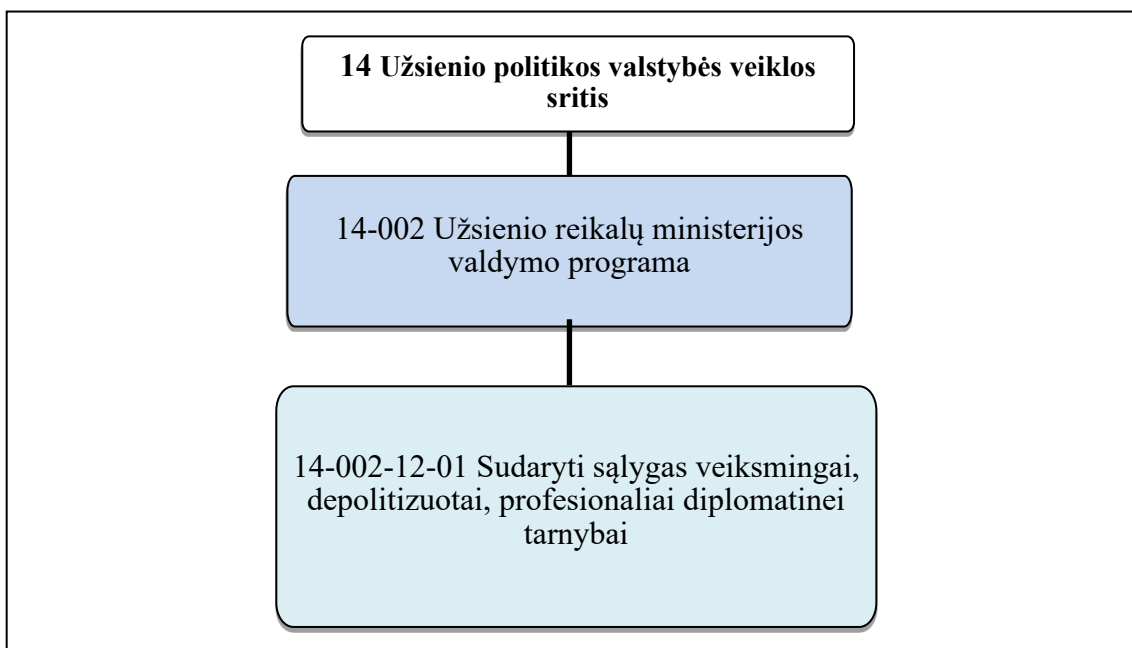 14 Užsienio politikos valstybės veiklos
sritis
14-002 Užsienio reikalų ministerijos
valdymo programa
14-002-12-01 Sudaryti sąlygas veiksmingai,
depolitizuotai, profesionaliai diplomatinei
tarnybai